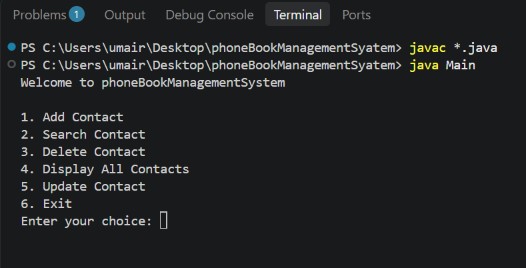 Problems 1 Output Debug Console Terminal Ports
PS C:\Users\umair\Desktop\phoneBookManagementSyatem> javac *.java
PS C:\Users\umair\Desktop\phoneBookManagementSyatem> java Main
Welcome to phoneBookManagementSystem
1. Add Contact
2. Search Contact
3. Delete Contact
4. Display All Contacts
5. Update Contact
6. Exit
Enter your choice: